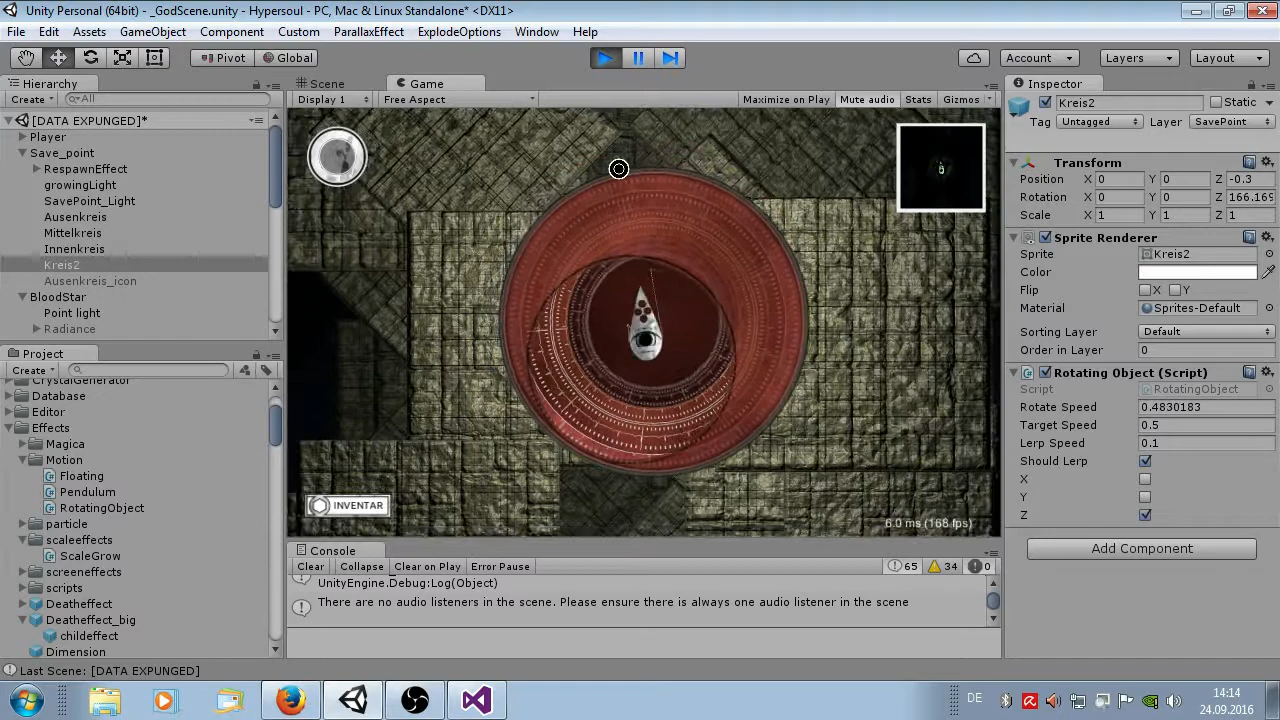 Unity Personal (64bit) - _GodScene.unity - Hypersoul - PC, Mac & Linux Standalone* <DX11>
File Edit Assets GameObject Component Custom ParallaxEffect ExplodeOptions Window Help
Pivot Global Account Layers Layout
Hierarchy
Create All
[DATA EXPUNGED]*
Player
Save_point
RespawnEffect
growingLight
SavePoint_Light
Ausenkreis
Mittelkreis
Innenkreis
Kreis2
Ausenkreis_icon
BloodStar
Point light
Radiance
Project
Create
CrystalGenerator
Database
Editor
Effects
Magica
Motion
Floating
Pendulum
RotatingObject
particle
scaleeffects
ScaleGrow
screeneffects
scripts
Deatheffect
Deatheffect_big
childeffect
Dimension
Scene Game
Display 1 Free Aspect Maximize on Play Mute audio Stats Gizmos
INVENTAR
6.0 ms (168 fps)
Console
Clear Collapse Clear on Play Error Pause 65 34 0
UnityEngine.Debug:Log(Object)
There are no audio listeners in the scene. Please ensure there is always one audio listener in the scene
Inspector
Kreis2 Static
Tag Untagged Layer SavePoint
Transform
Position X 0 Y 0 Z -0.3
Rotation X 0 Y 0 Z 166.169
Scale X 1 Y 1 Z 1
Sprite Renderer
Sprite Kreis2
Color
Flip X Y
Material Sprites-Default
Sorting Layer Default
Order in Layer 0
Rotating Object (Script)
Script RotatingObject
Rotate Speed 0.4830183
Target Speed 0.5
Lerp Speed 0.1
Should Lerp
X
Y
Z
Add Component
Last Scene: [DATA EXPUNGED]
DE
14:14
24.09.2016